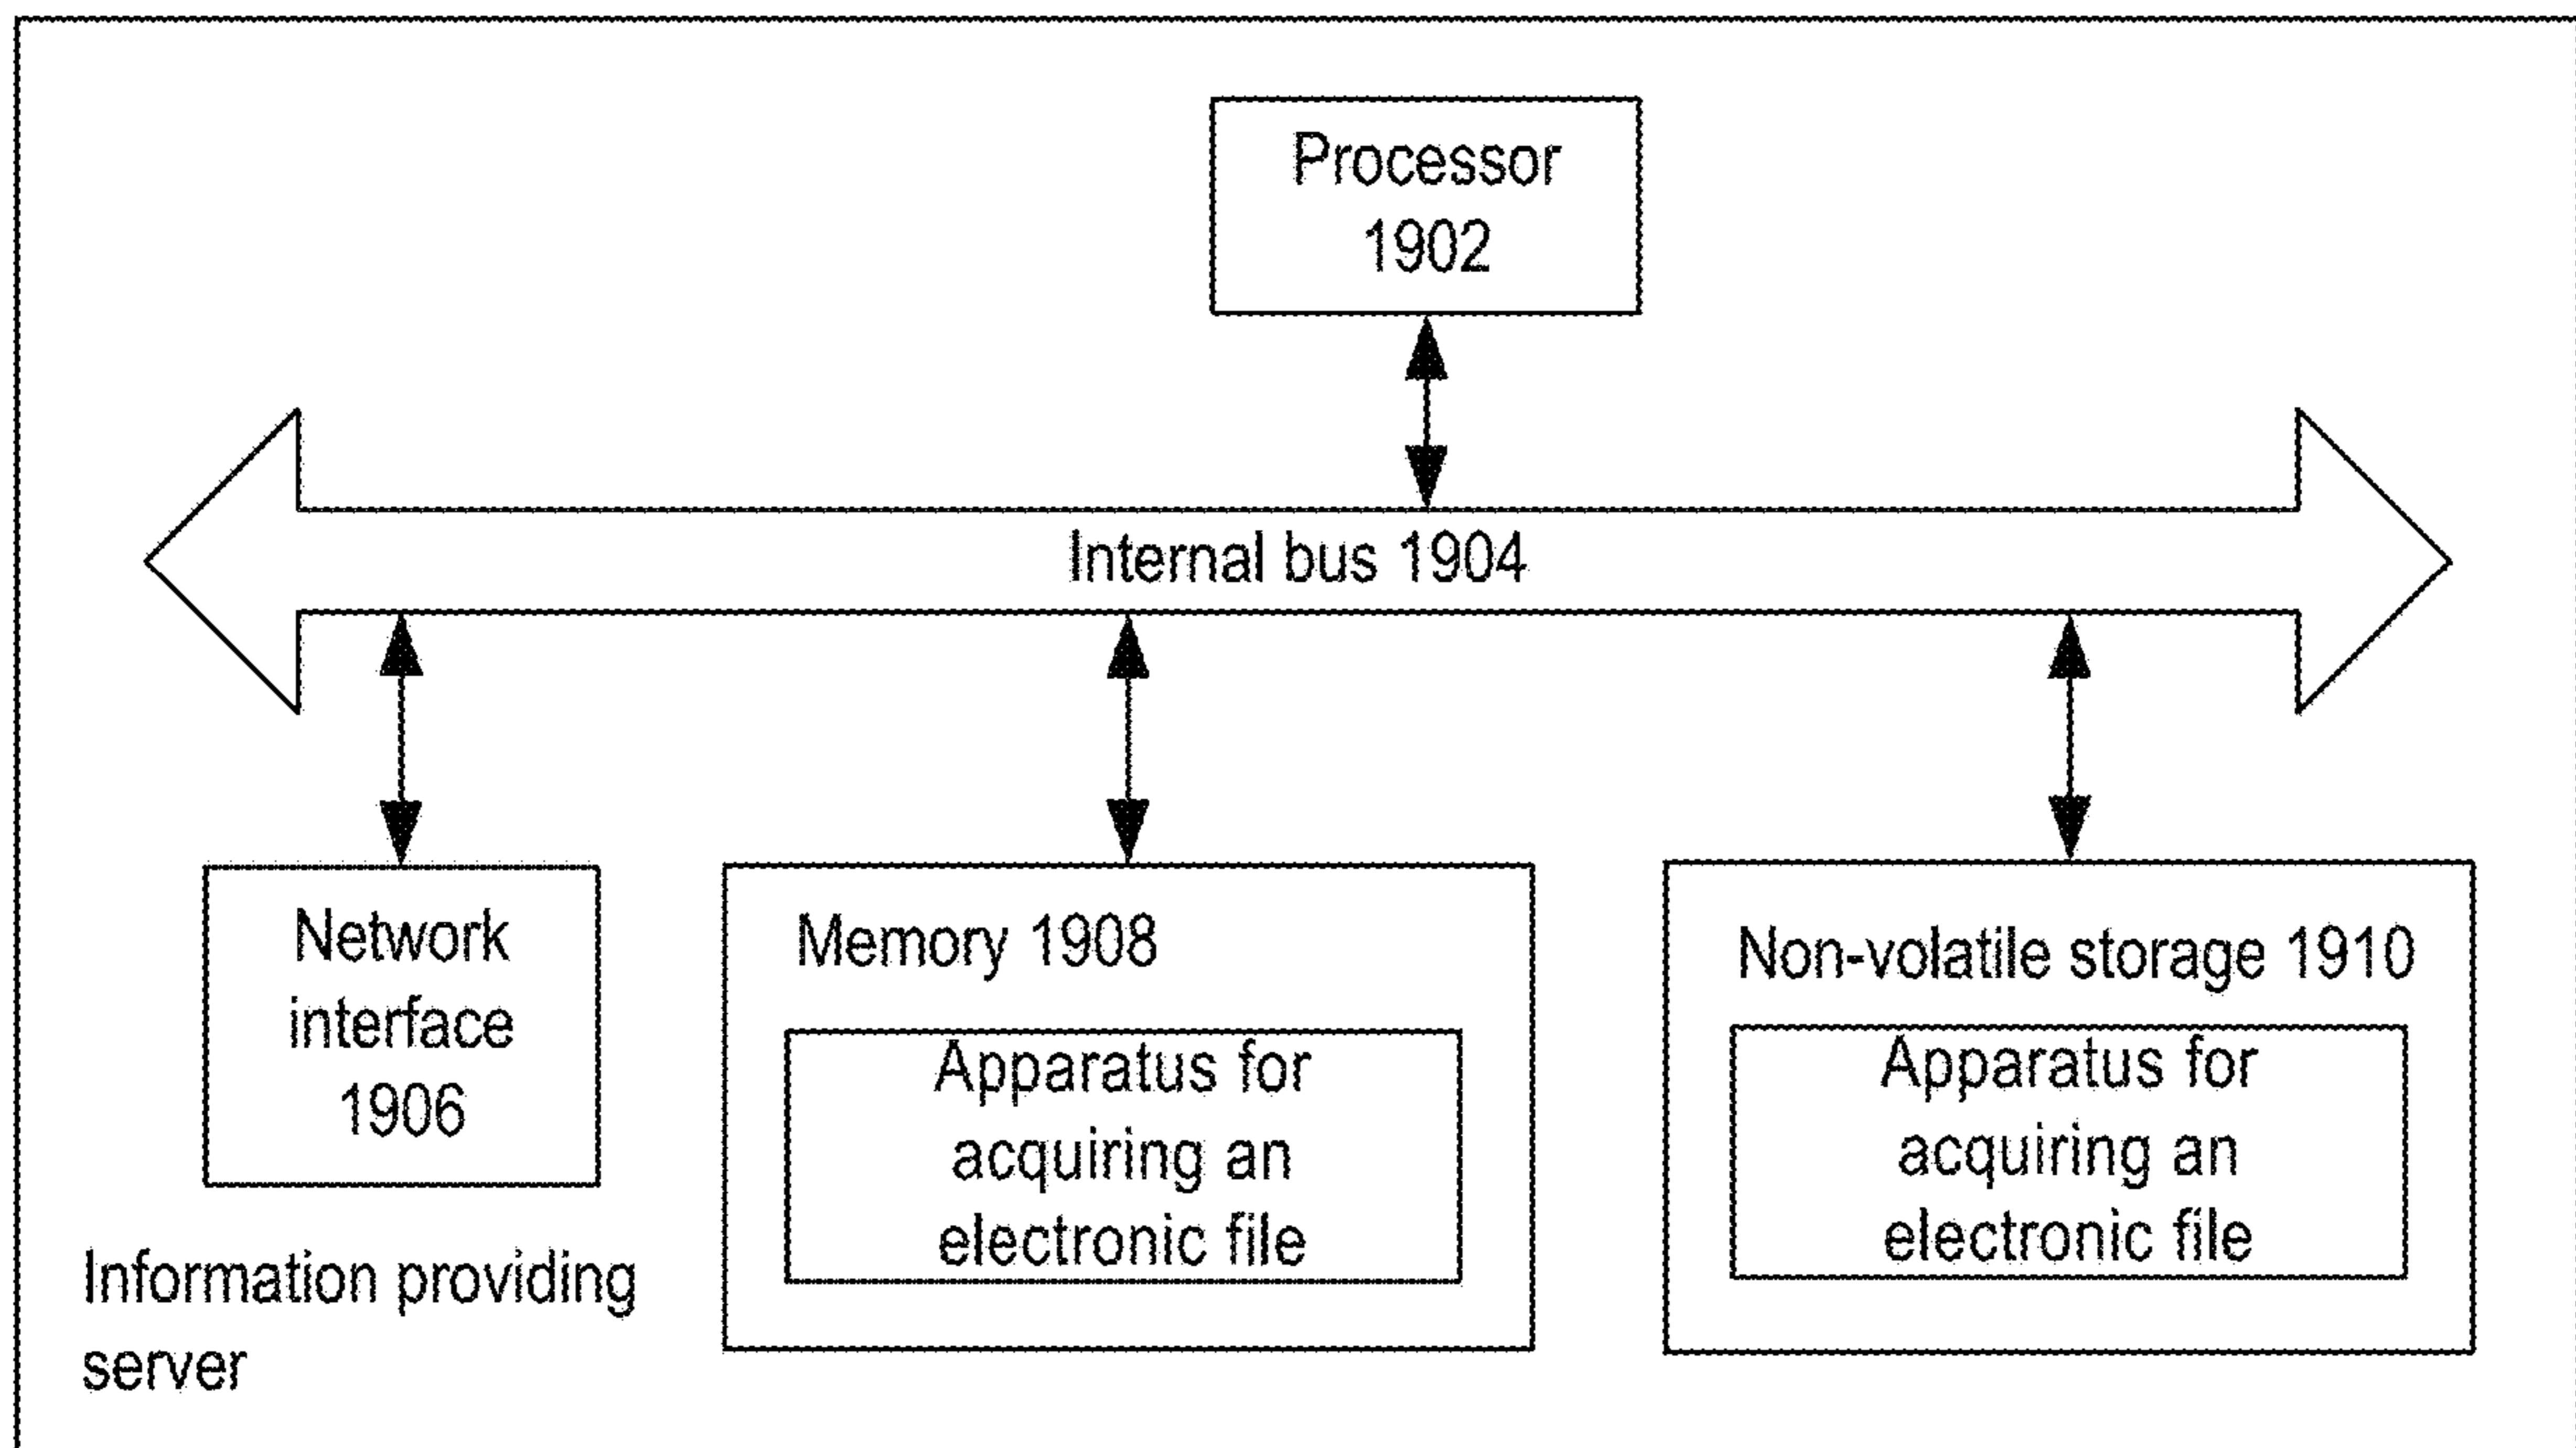 Processor
1902
Internal bus 1904
Network
interface
1906
Memory 1908
Apparatus for
acquiring an
electronic file
Non-volatile storage 1910
Apparatus for
acquiring an
electronic file
Information providing
server